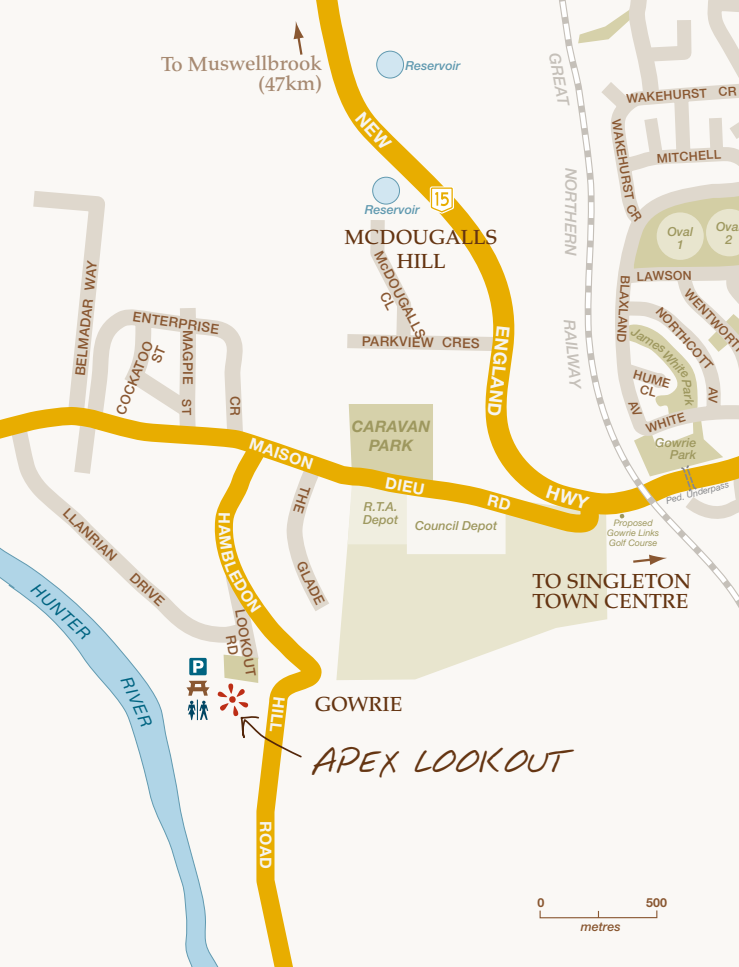 To Muswellbrook
(47km)
Reservoir
GREAT
NORTHERN
RAILWAY
WAKEHURST CR
WAKEHURST CR
MITCHELL
NEW
15
ENGLAND
HWY
Reservoir
MCDOUGALLS
HILL
McDOUGALLS
CL
PARKVIEW CRES
Oval
1
Oval
2
LAWSON
BLAXLAND
AV
WENTWORTH
NORTHCOTT
AV
James White Park
HUME
CL
WHITE
Gowrie
Park
Ped. Underpass
BELMADAR WAY
ENTERPRISE
CR
COCKATOO
ST
MAGPIE
ST
CARAVAN
PARK
MAISON
DIEU
RD
R.T.A.
Depot
Council Depot
Proposed
Gowrie Links
Golf Course
TO SINGLETON
TOWN CENTRE
THE
GLADE
HAMBLEDON
HILL
ROAD
LLANRIAN
DRIVE
LOOKOUT
RD
HUNTER
RIVER
P
GOWRIE
APEX LOOKOUT
0 500
metres